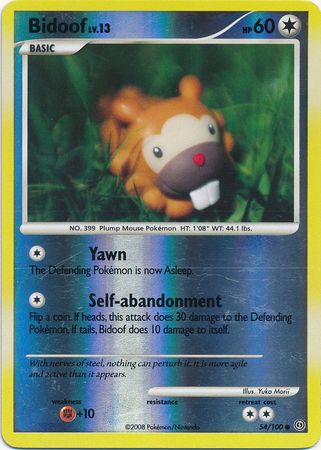 Bidoof LV.13 HP 60
BASIC
NO. 399 Plump Mouse Pokémon HT: 1'08" WT: 44.1 lbs.
Yawn
The Defending Pokémon is now Asleep.
Self-abandonment
Flip a coin. If heads, this attack does 30 damage to the Defending
Pokémon. If tails, Bidoof does 10 damage to itself.
With nerves of steel, nothing can perturb it. It is more agile
and active than it appears.
Illus. Yuka Morii
weakness resistance retreat cost
+10
©2008 Pokémon/Nintendo 54/100